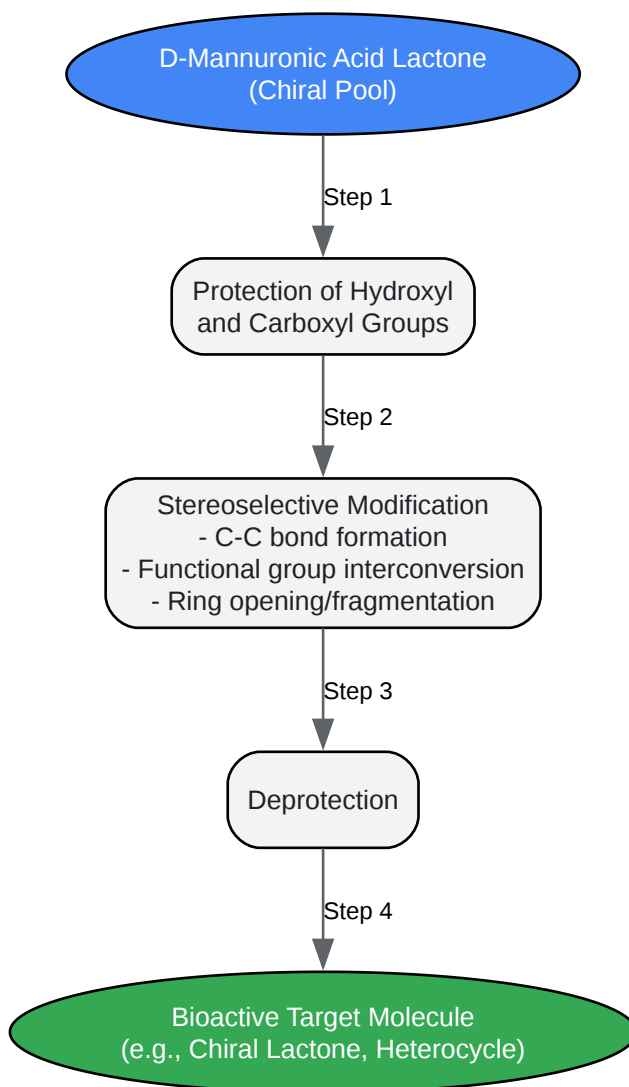 D-Mannuronic Acid Lactone
(Chiral Pool)
Step 1
Protection of Hydroxyl
and Carboxyl Groups
Step 2
Stereoselective Modification
- C-C bond formation
- Functional group interconversion
- Ring opening/fragmentation
Step 3
Deprotection
Step 4
Bioactive Target Molecule
(e.g., Chiral Lactone, Heterocycle)